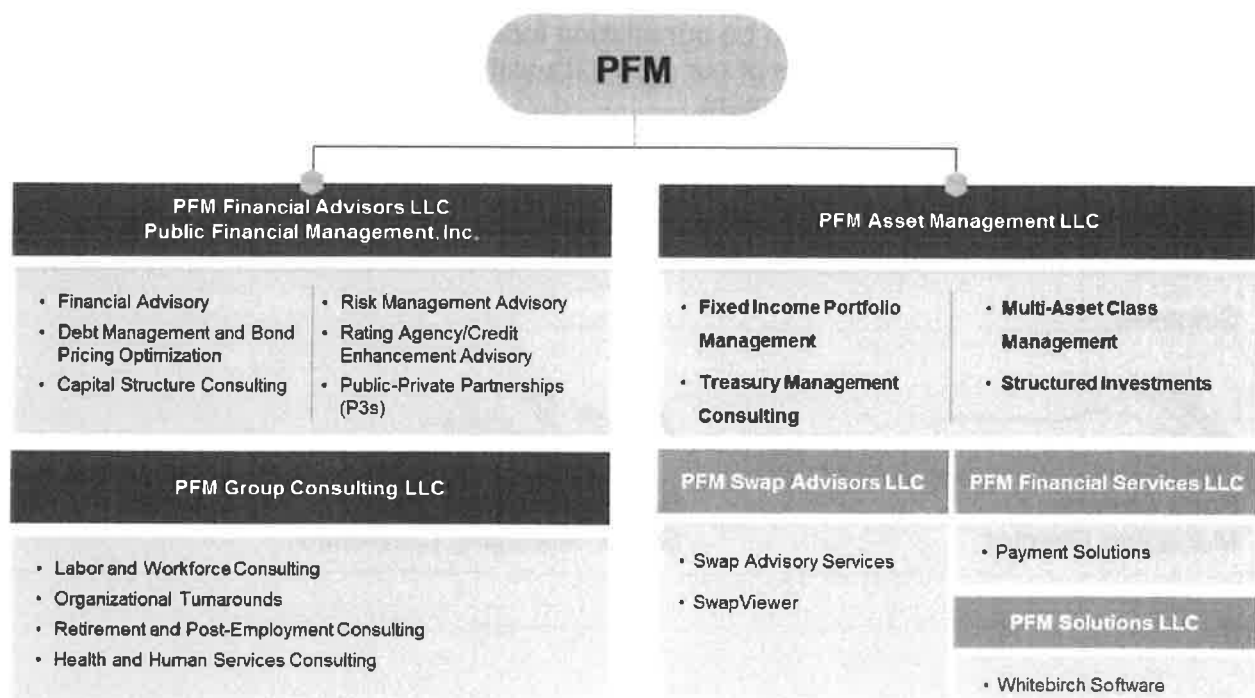 PFM
PFM Financial Advisors LLC
Public Financial Management, Inc.
• Financial Advisory
• Debt Management and Bond
Pricing Optimization
• Capital Structure Consulting
• Risk Management Advisory
• Rating Agency/Credit
Enhancement Advisory
• Public-Private Partnerships
(P3s)
PFM Asset Management LLC
• Fixed Income Portfolio
Management
• Treasury Management
Consulting
• Multi-Asset Class
Management
• Structured Investments
PFM Group Consulting LLC
• Labor and Workforce Consulting
• Organizational Turnarounds
• Retirement and Post-Employment Consulting
• Health and Human Services Consulting
PFM Swap Advisors LLC
• Swap Advisory Services
• SwapViewer
PFM Financial Services LLC
• Payment Solutions
PFM Solutions LLC
• Whitebirch Software